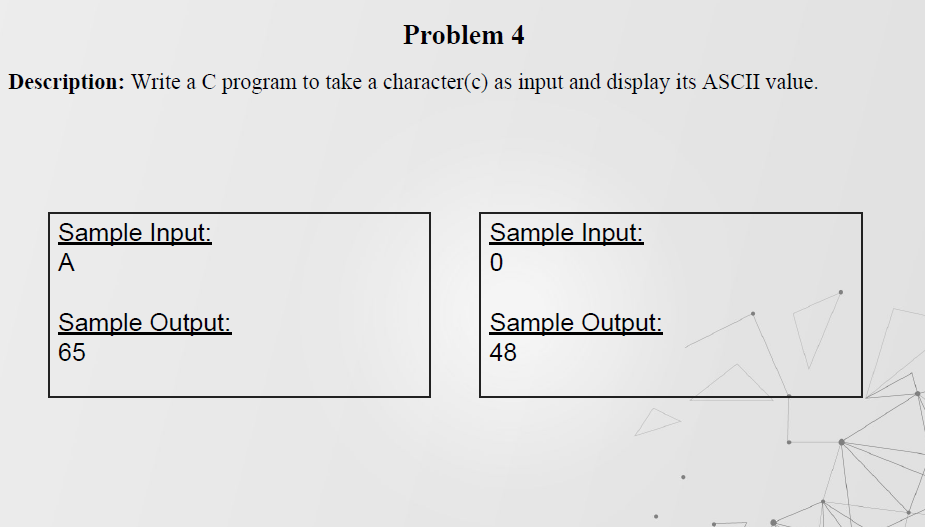 Problem 4
Description: Write a C program to take a character(c) as input and display its ASCII value.
Sample Input:
A
Sample Output:
65
Sample Input:
0
Sample Output:
48